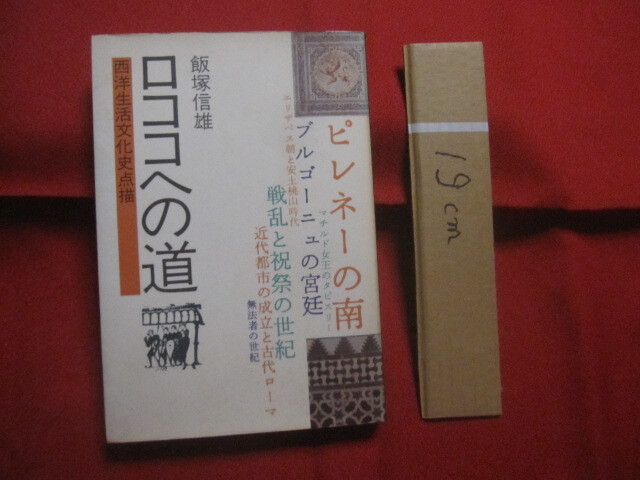 ピレネーの南
マチルド女王のタピスリー
ブルゴーニュの宮廷
エリザベス朝と安土桃山時代
戦乱と祝祭の世紀
近代都市の成立と古代ローマ
無法者の世紀
飯塚信雄
ロココへの道
西洋生活文化史点描
19cm